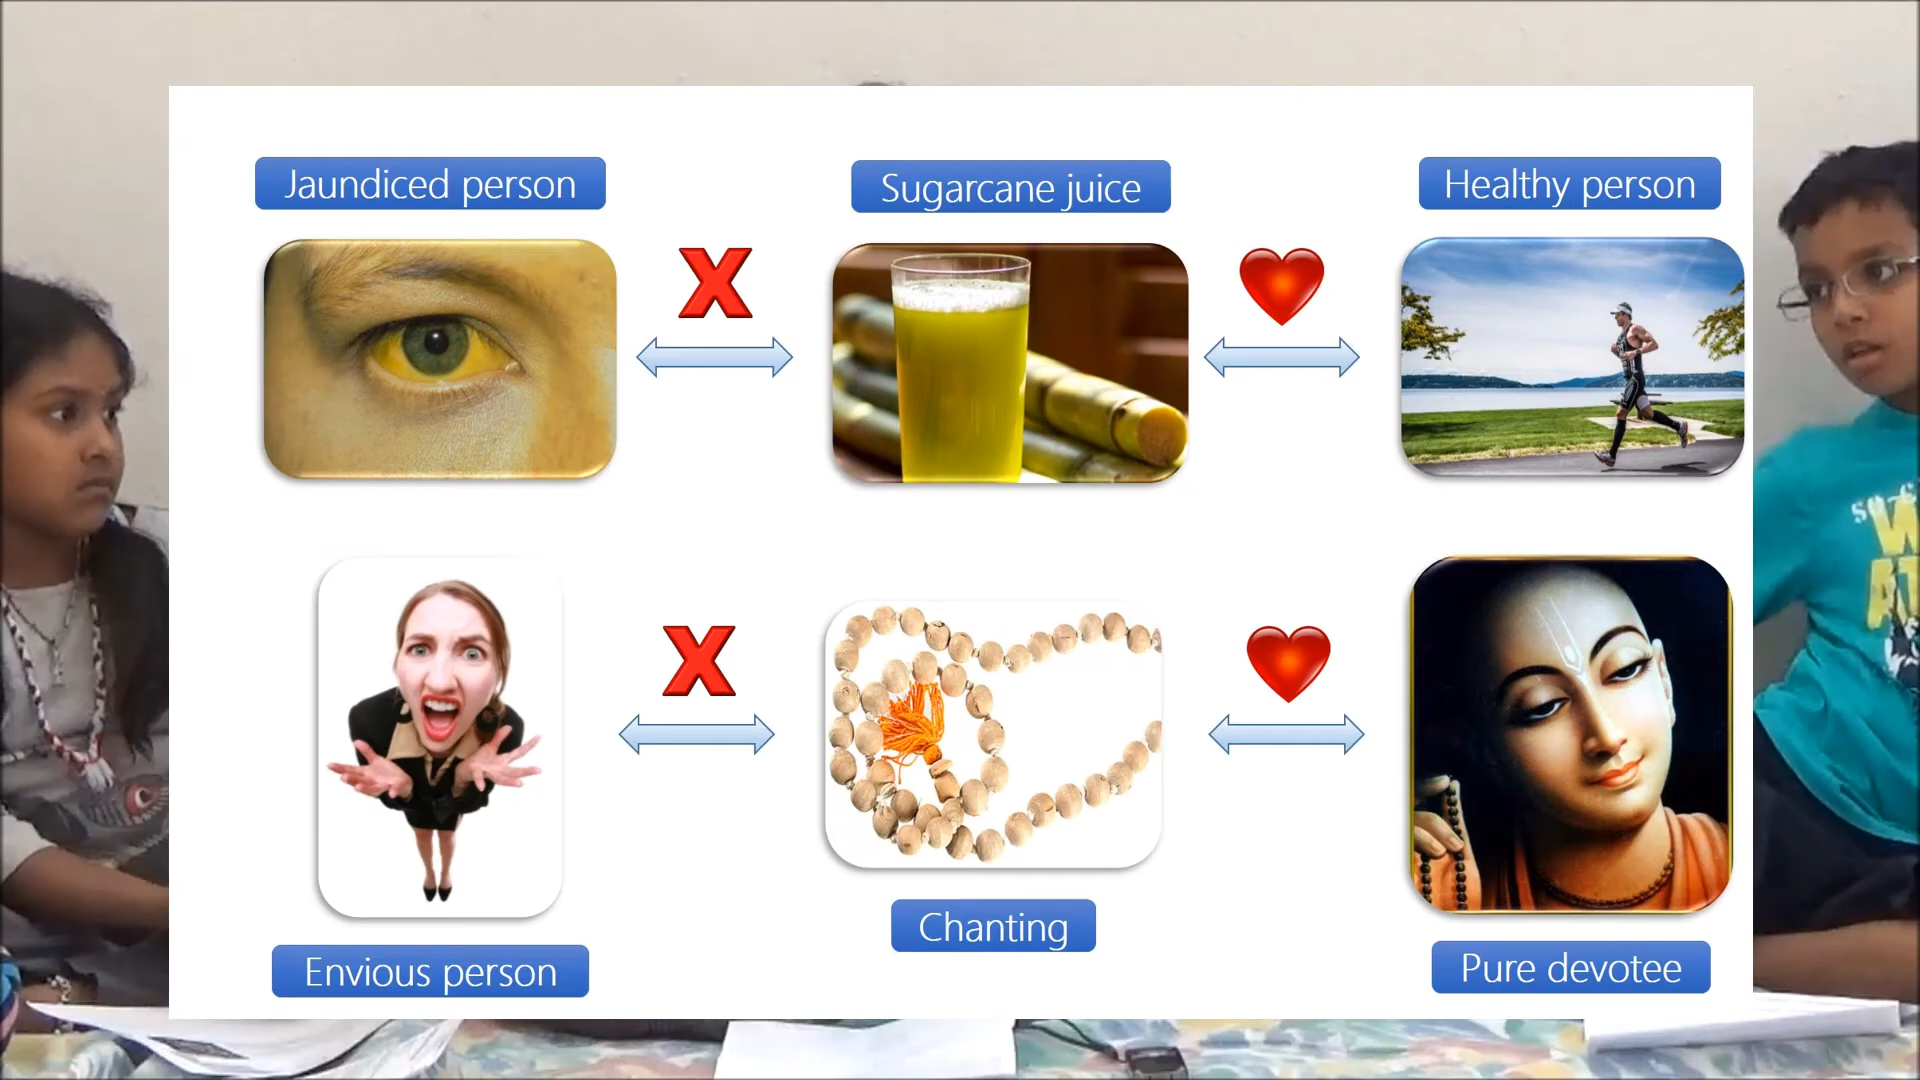 Jaundiced person
Sugarcane juice
Healthy person
Envious person
Chanting
Pure devotee